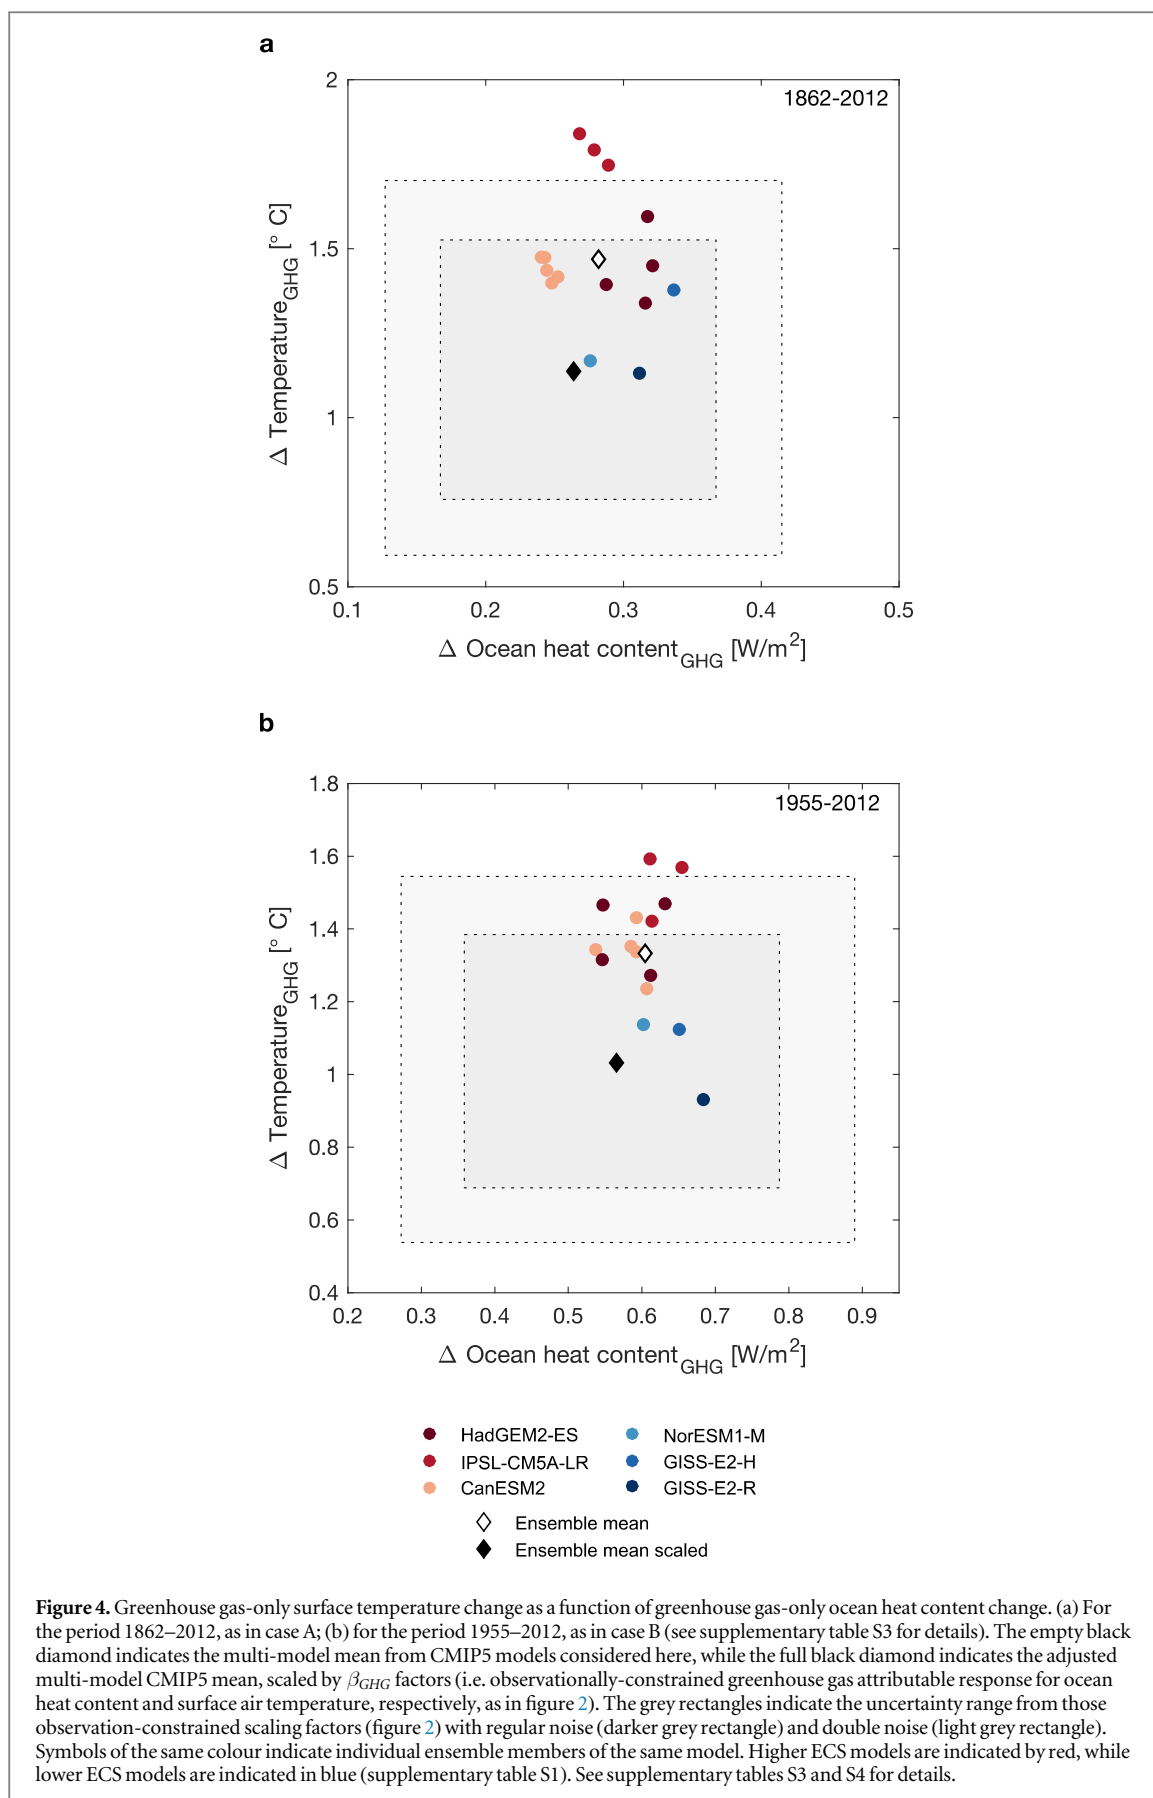 a
1862-2012
2
1.5
1
0.5
Δ Temperature_GHG [° C]
0.1 0.2 0.3 0.4 0.5
Δ Ocean heat content_GHG [W/m²]
b
1955-2012
1.8
1.6
1.4
1.2
1
0.8
0.6
0.4
Δ Temperature_GHG [° C]
0.2 0.3 0.4 0.5 0.6 0.7 0.8 0.9
Δ Ocean heat content_GHG [W/m²]
HadGEM2-ES NorESM1-M
IPSL-CM5A-LR GISS-E2-H
CanESM2 GISS-E2-R
Ensemble mean
Ensemble mean scaled
Figure 4. Greenhouse gas-only surface temperature change as a function of greenhouse gas-only ocean heat content change. (a) For
the period 1862–2012, as in case A; (b) for the period 1955–2012, as in case B (see supplementary table S3 for details). The empty black
diamond indicates the multi-model mean from CMIP5 models considered here, while the full black diamond indicates the adjusted
multi-model CMIP5 mean, scaled by β_GHG factors (i.e. observationally-constrained greenhouse gas attributable response for ocean
heat content and surface air temperature, respectively, as in figure 2). The grey rectangles indicate the uncertainty range from those
observation-constrained scaling factors (figure 2) with regular noise (darker grey rectangle) and double noise (light grey rectangle).
Symbols of the same colour indicate individual ensemble members of the same model. Higher ECS models are indicated by red, while
lower ECS models are indicated in blue (supplementary table S1). See supplementary tables S3 and S4 for details.